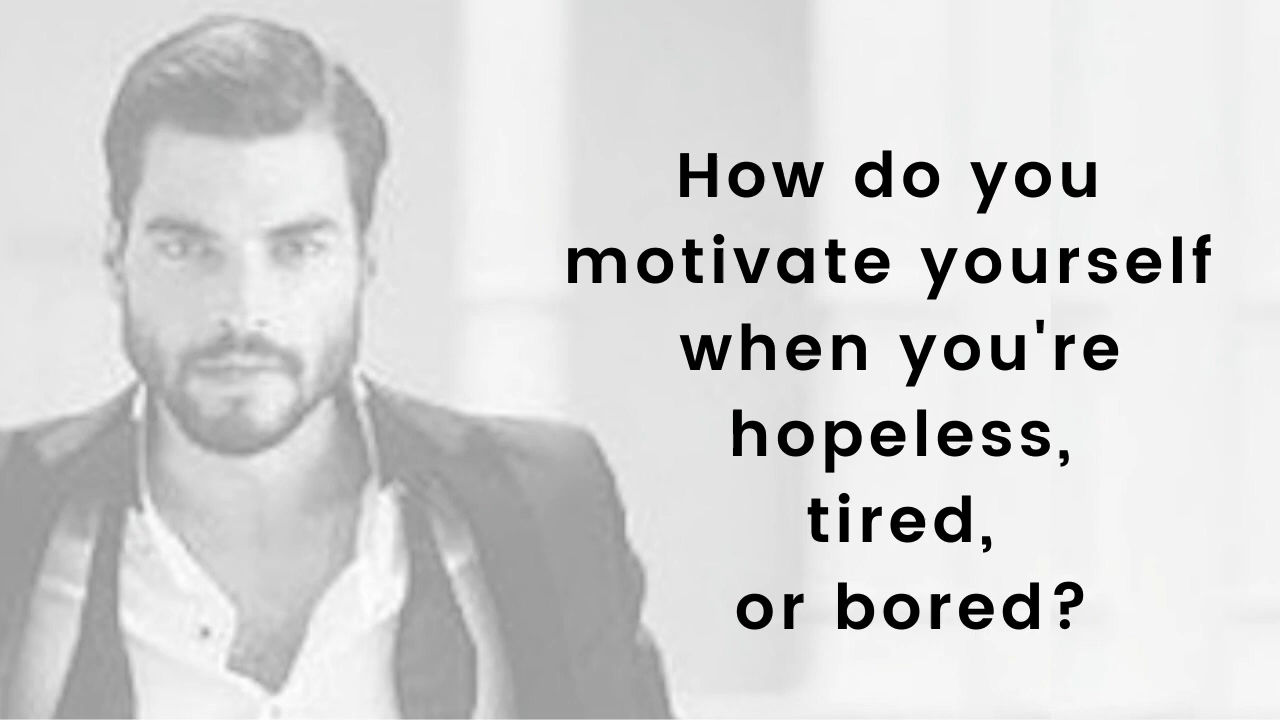 How do you
motivate yourself
when you're
hopeless,
tired,
or bored?